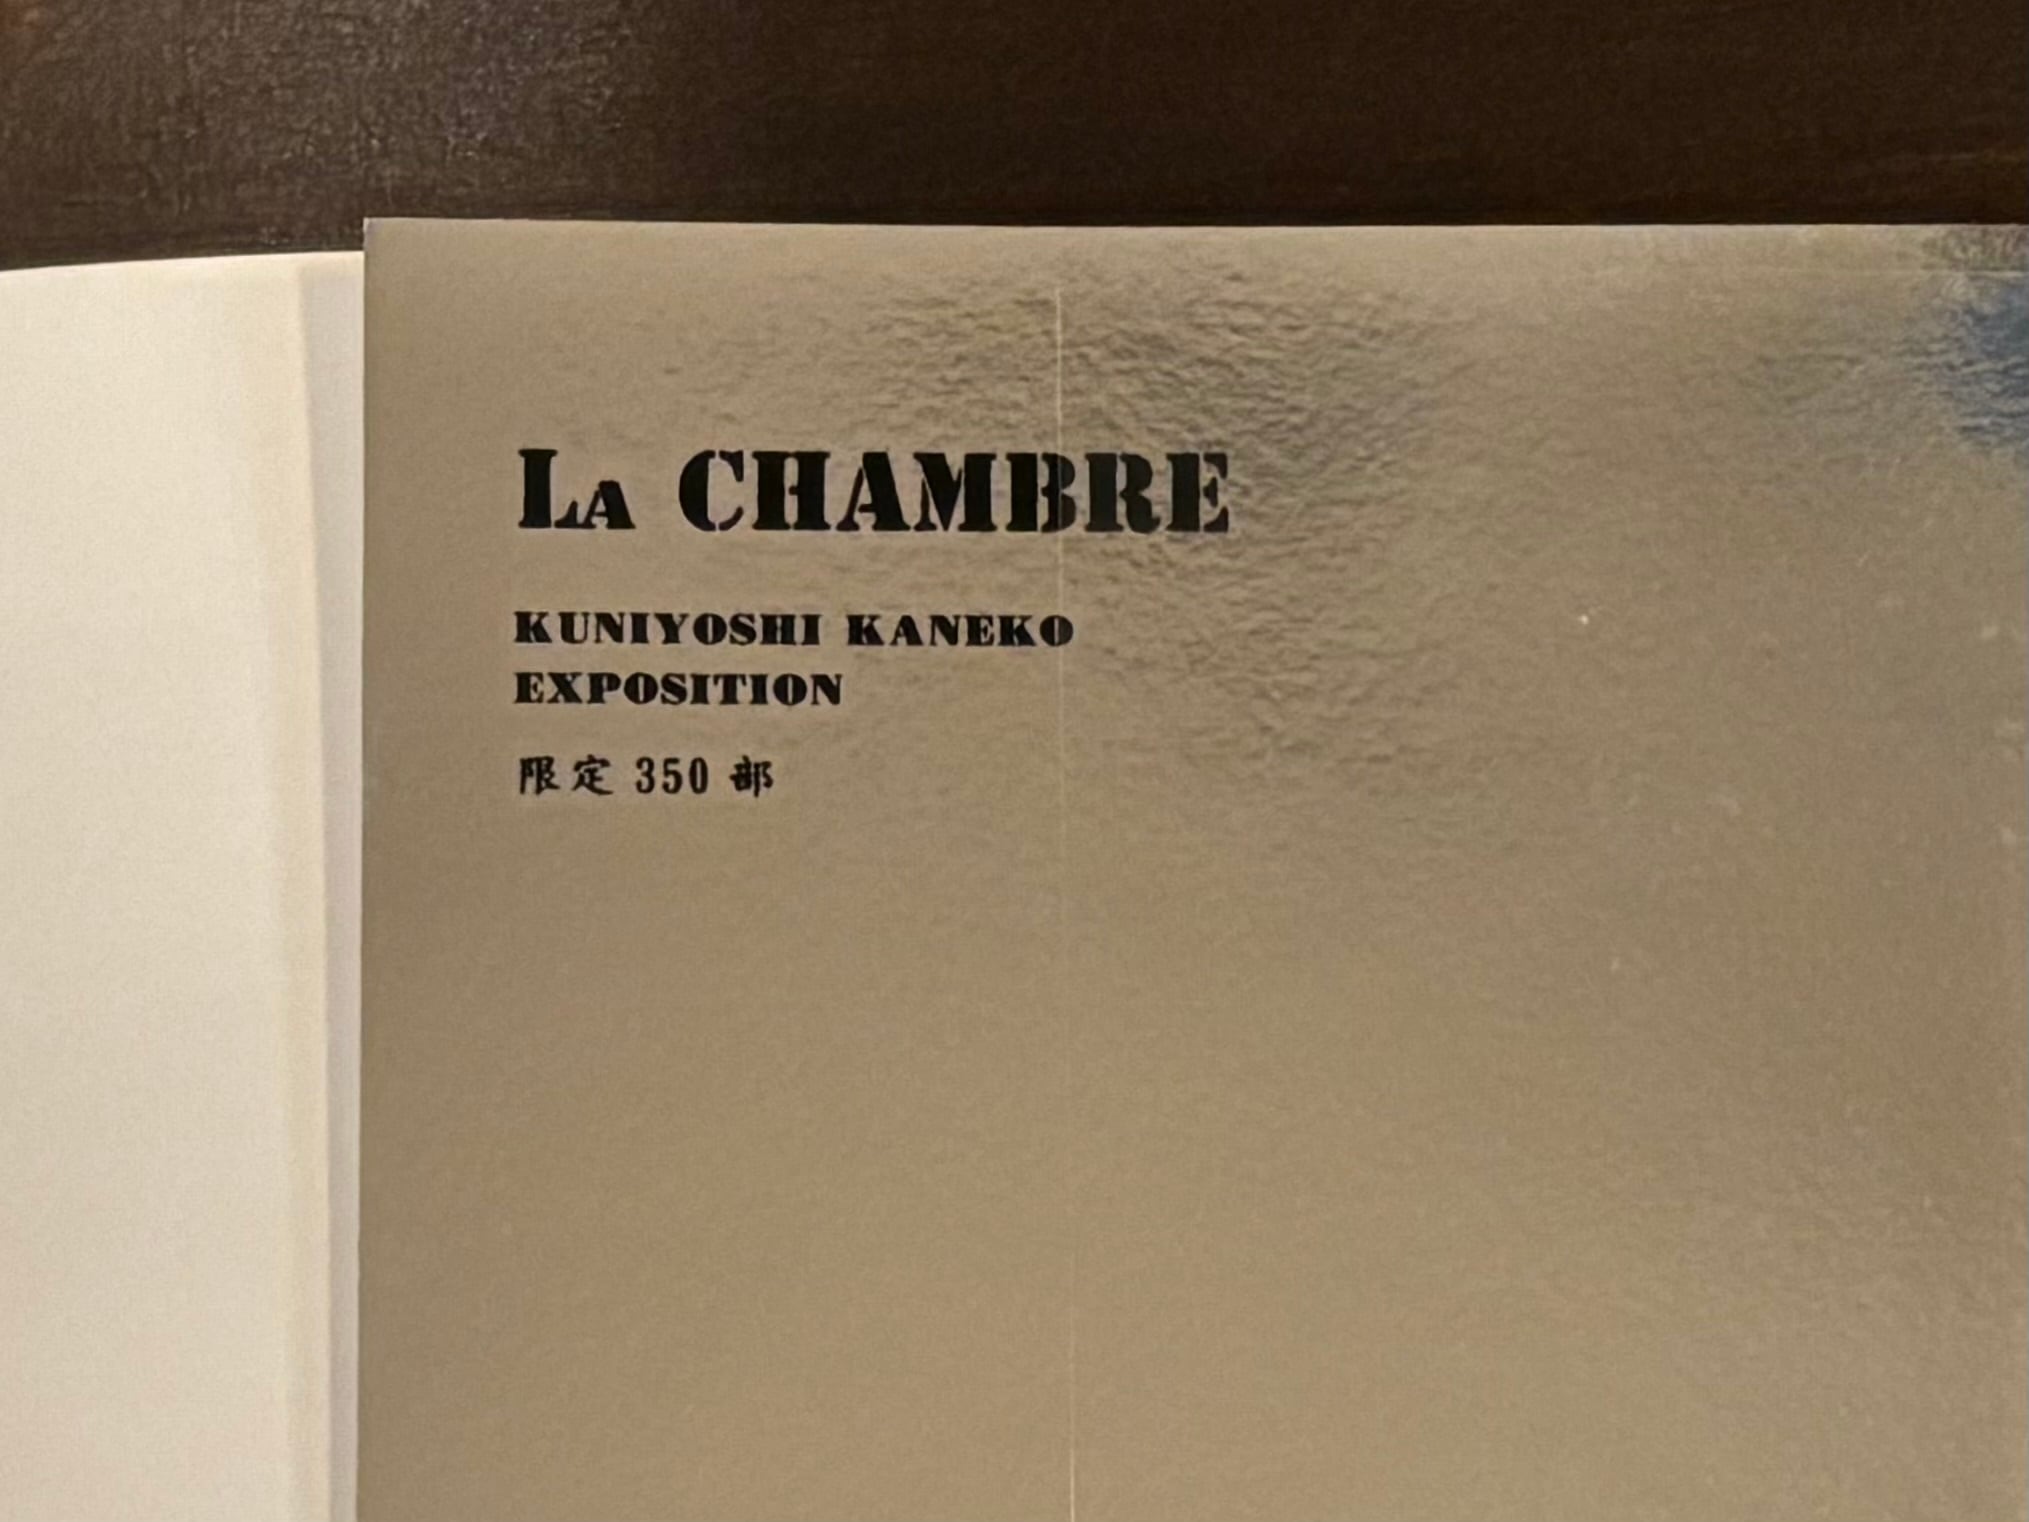 LA CHAMBRE
KUNIYOSHI KANEKO
EXPOSITION
限定 350 部